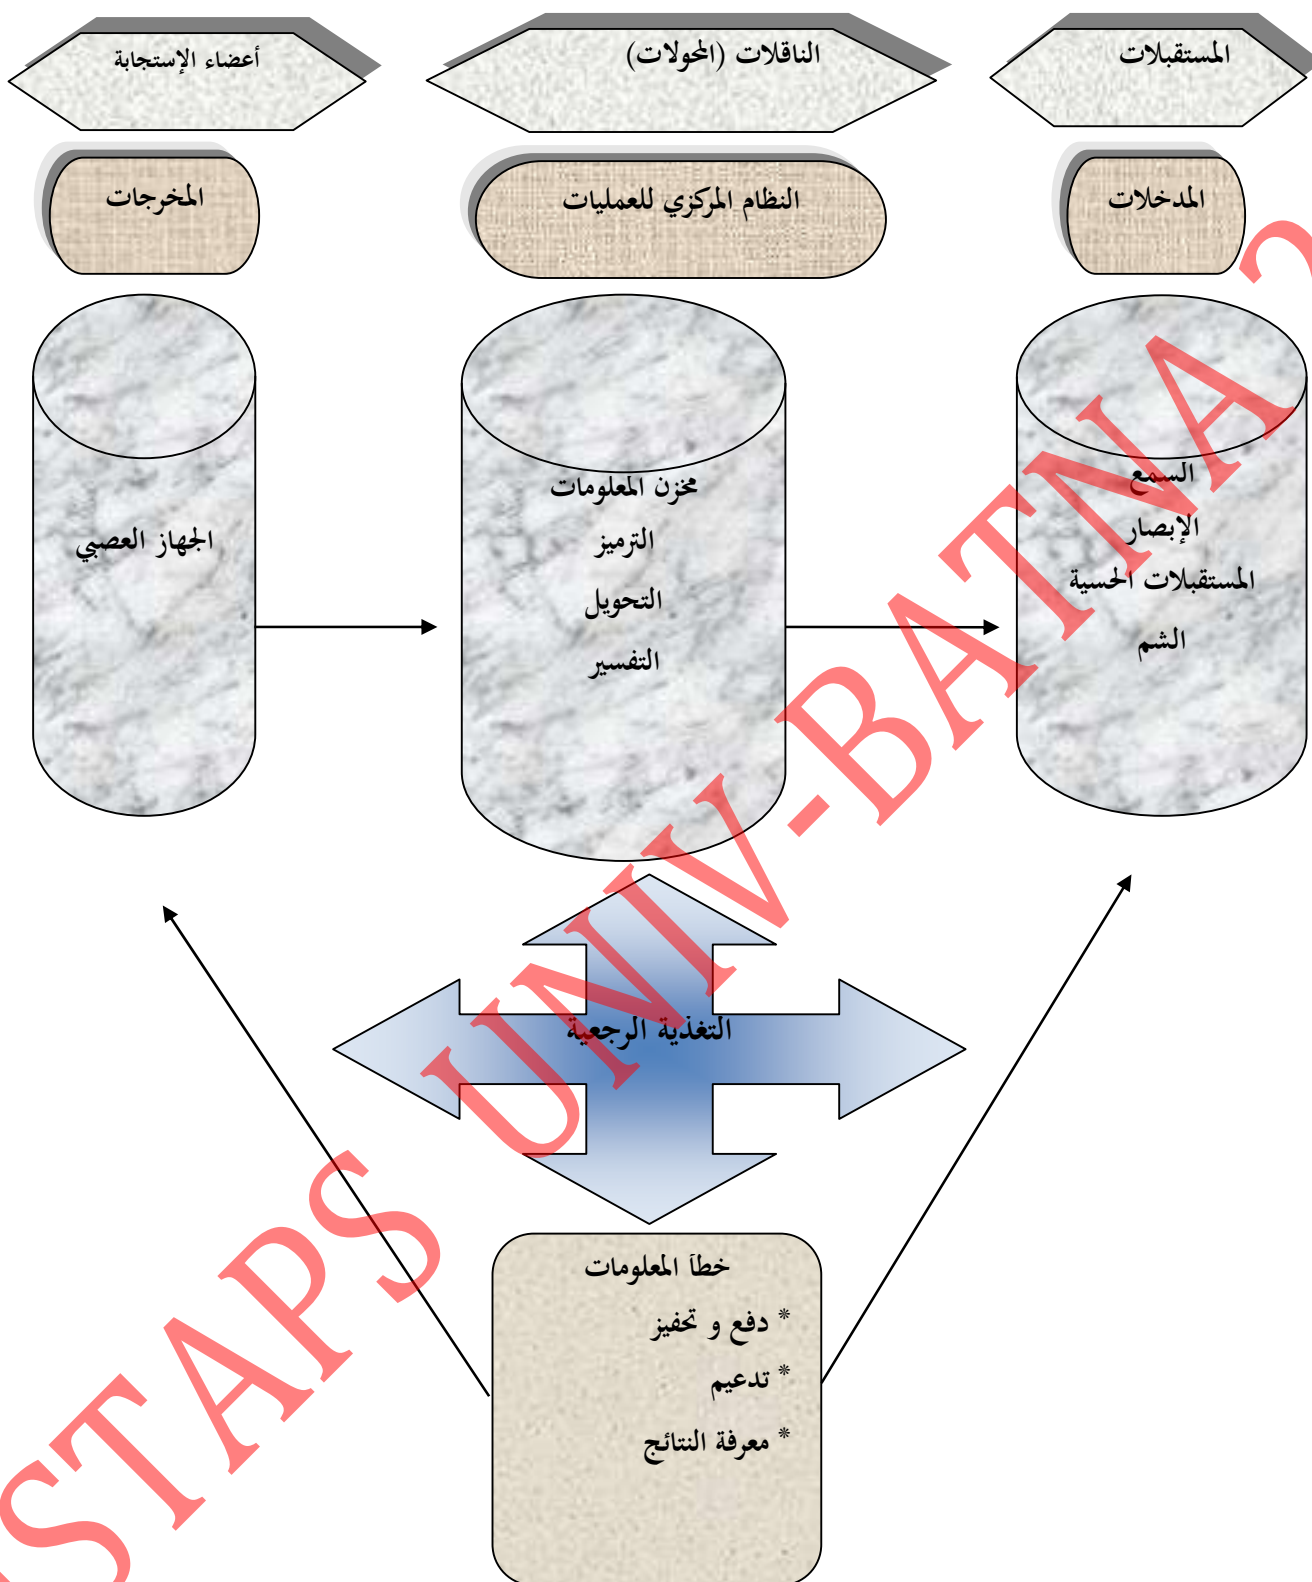 المستقبلات
الناقلات (المحولات)
أعضاء الإستجابة
المدخلات
النظام المركزي للعمليات
المخرجات
السمع
الإبصار
المستقبلات الحسية
الشم
مخزن المعلومات
الترميز
التحويل
التفسير
الجهاز العصبي
التغذية الرجعية
خطأ المعلومات
* دفع و تحفيز
* تدعيم
* معرفة النتائج
STAPS UNIV-BATNA 2